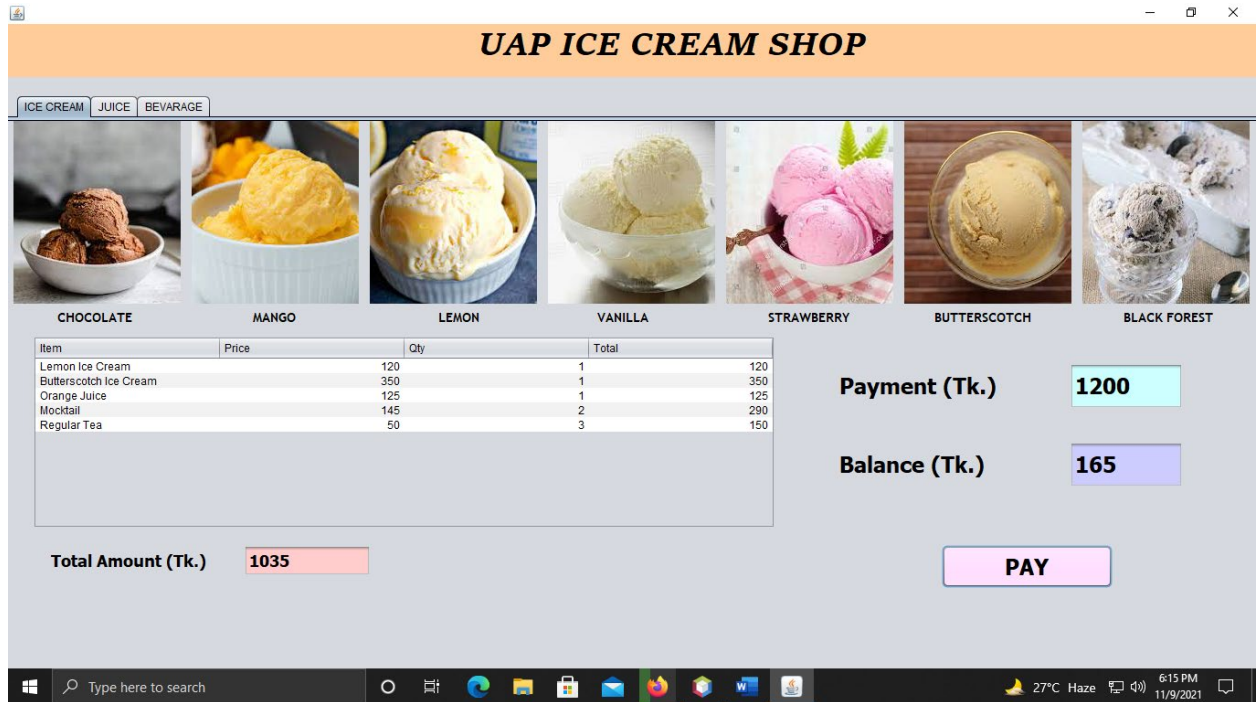 UAP ICE CREAM SHOP
ICE CREAM JUICE BEVARAGE
CHOCOLATE MANGO LEMON VANILLA STRAWBERRY BUTTERSCOTCH BLACK FOREST
Item Price Qty Total
Lemon Ice Cream 120 1 120
Butterscotch Ice Cream 350 1 350
Orange Juice 125 1 125
Mocktail 145 2 290
Regular Tea 50 3 150
Payment (Tk.) 1200
Balance (Tk.) 165
Total Amount (Tk.) 1035
PAY
Type here to search
27°C Haze
6:15 PM
11/9/2021